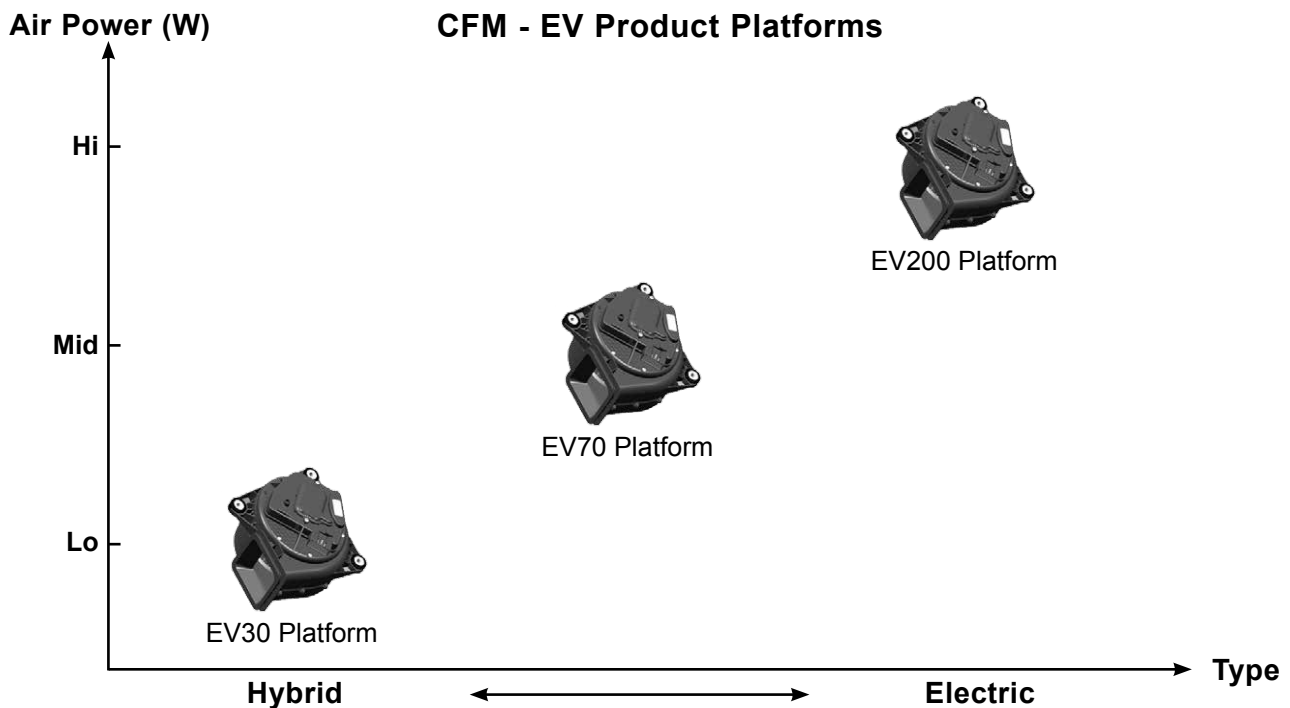 Air Power (W)
CFM - EV Product Platforms
Hi
EV200 Platform
Mid
EV70 Platform
Lo
EV30 Platform
Type
Hybrid
Electric